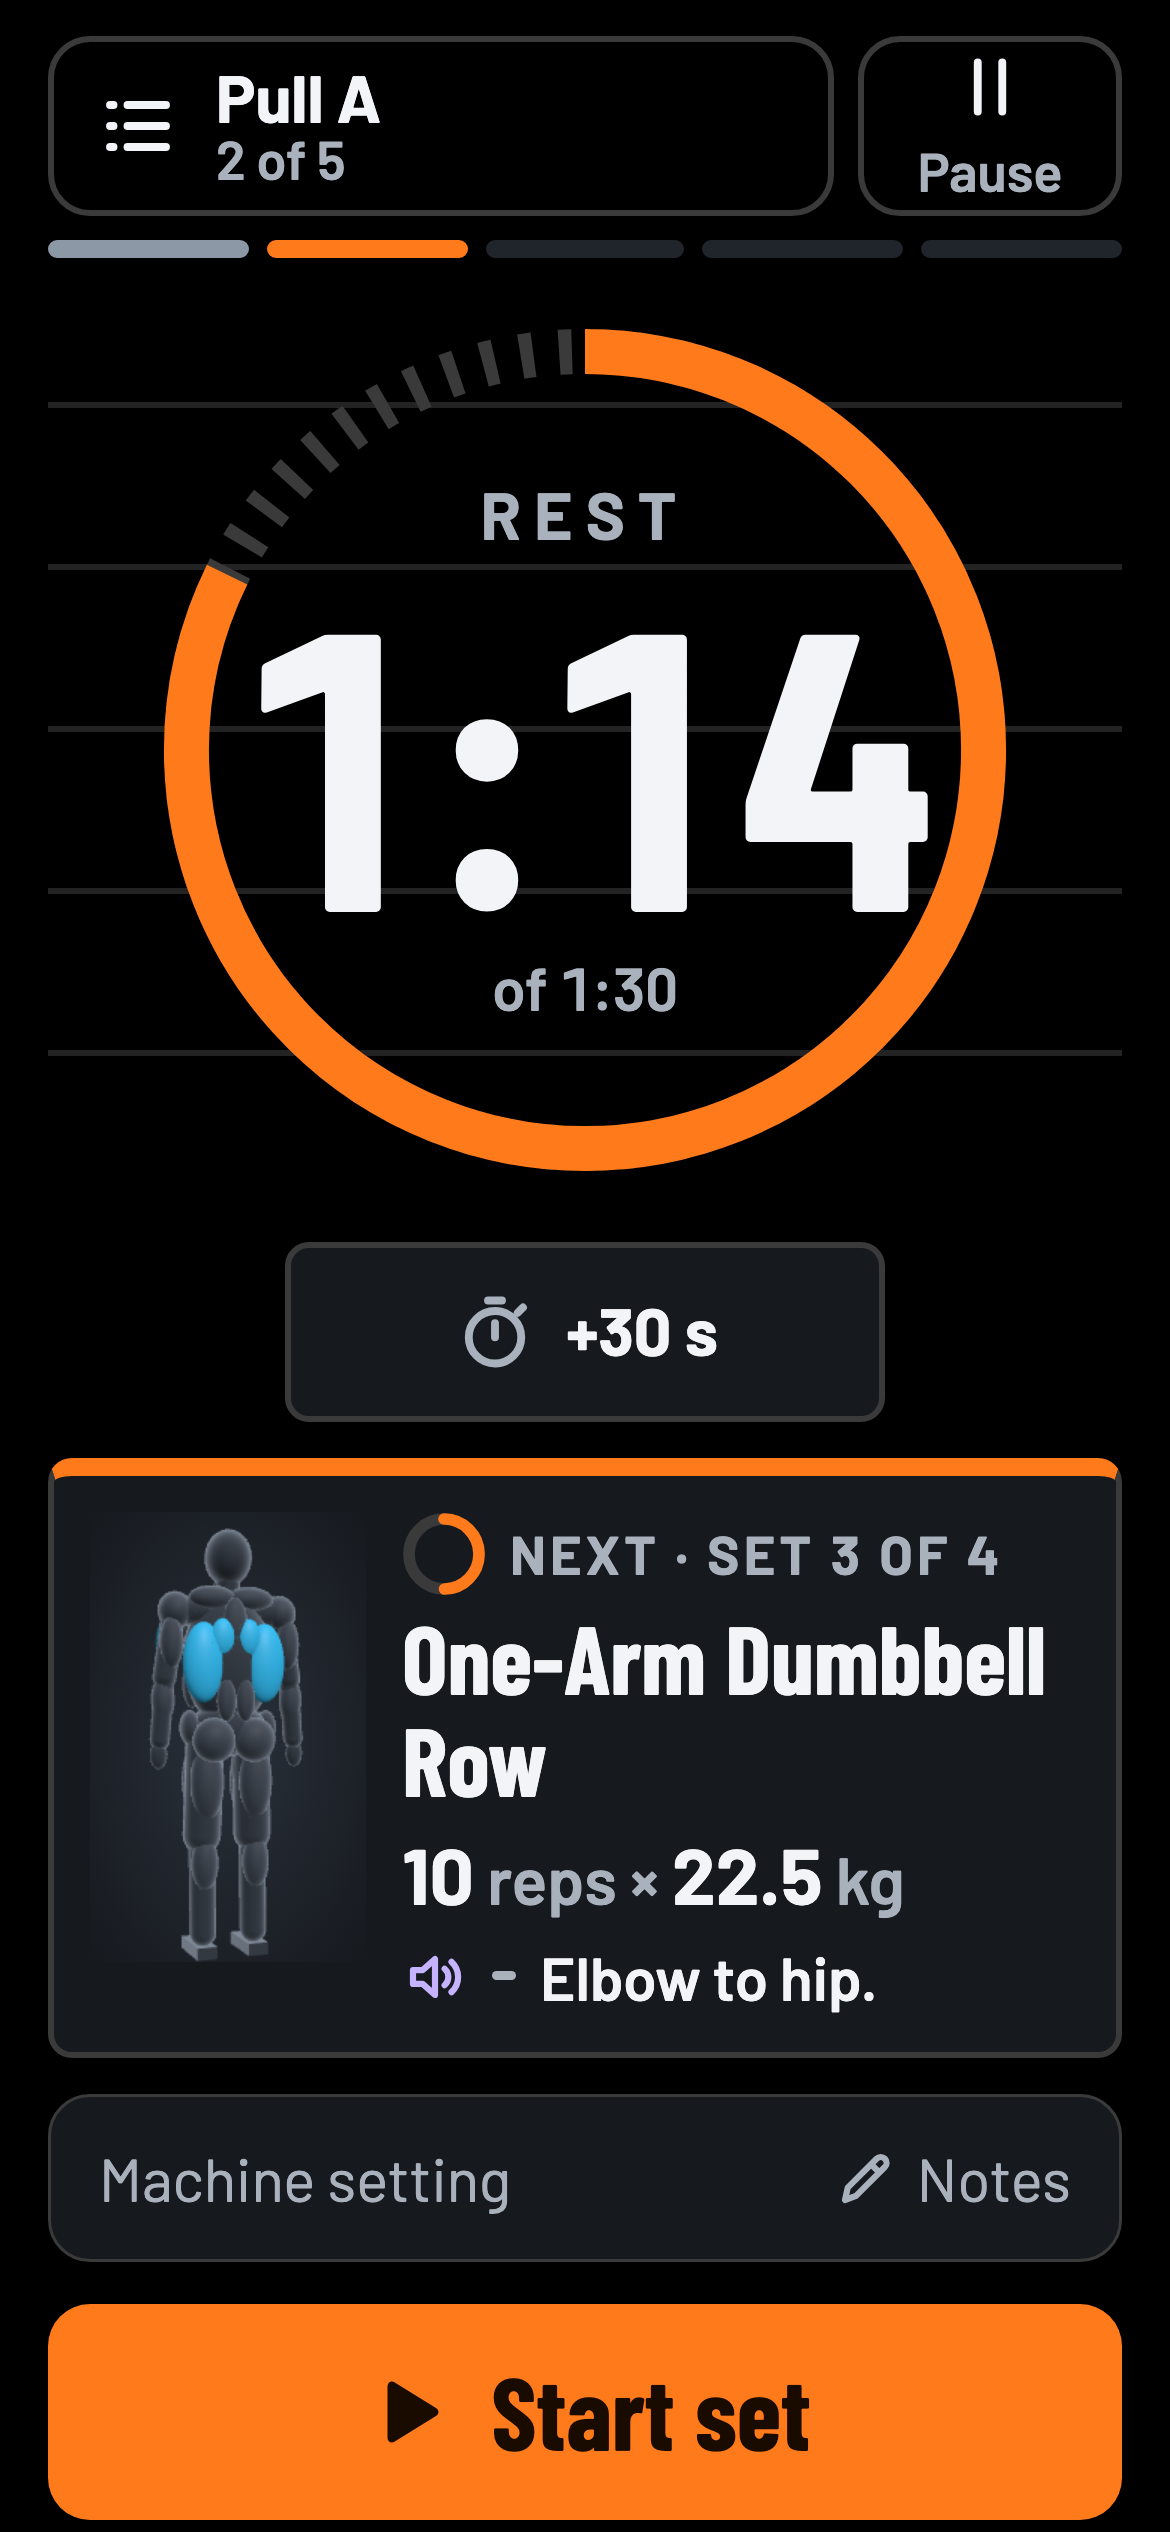 Pull A
2 of 5
Pause
REST
1:14
of 1:30
+30 s
NEXT · SET 3 OF 4
One-Arm Dumbbell
Row
10 reps × 22.5 kg
- Elbow to hip.
Machine setting
Notes
Start set